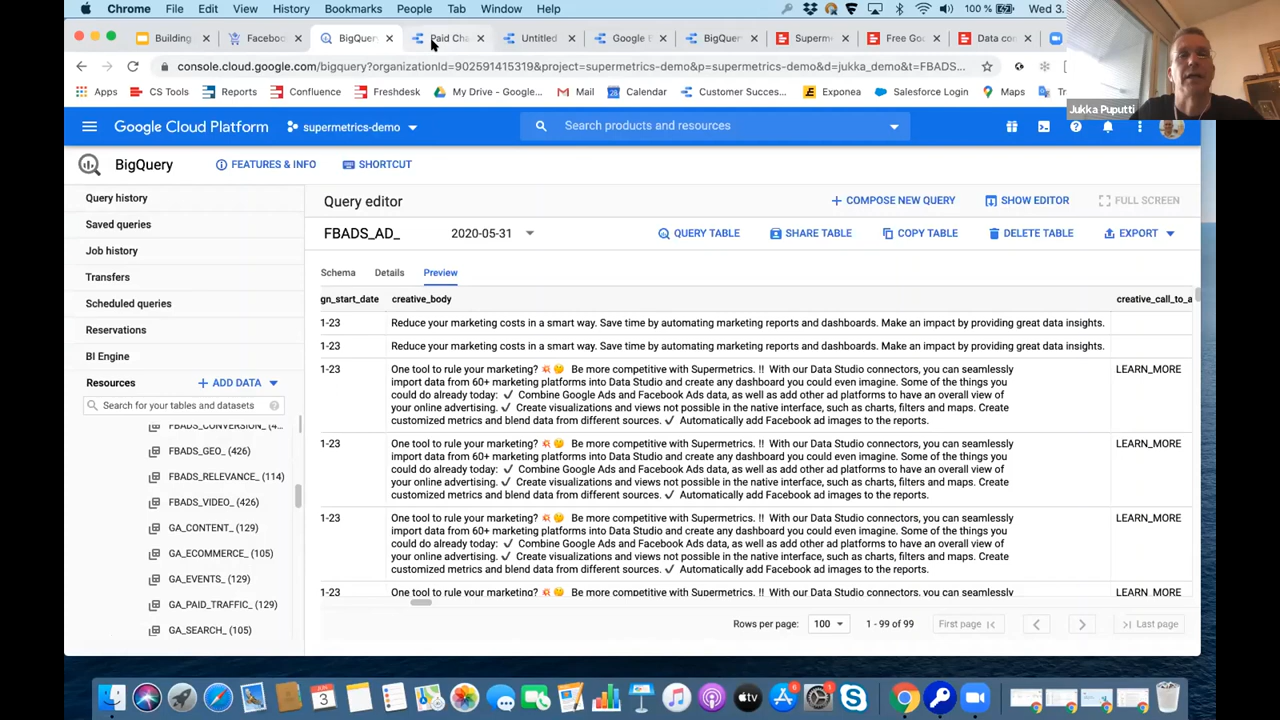 Chrome File Edit View History Bookmarks People Tab Window Help 100 % Wed 3.
Building Facebo BigQuer Paid Cha Untitled Google BigQuer Superm Free Go Data con
console.cloud.google.com/bigquery?organizationId=902591415319&project=supermetrics-demo&p=supermetrics-demo&d=jukka_demo&t=FBADS...
Apps CS Tools Reports Confluence Freshdesk My Drive - Google... Mail 28 Calendar Customer Success... Exponea Salesforce Login Maps
Jukka Puputti
Google Cloud Platform supermetrics-demo Search products and resources
BigQuery FEATURES & INFO SHORTCUT
Query history
Saved queries
Job history
Transfers
Scheduled queries
Reservations
BI Engine
Resources + ADD DATA
Search for your tables and datasets
FBADS_CONVERSION_ (4...
FBADS_GEO_ (426)
FBADS_RELEVANCE_ (114)
FBADS_VIDEO_ (426)
GA_CONTENT_ (129)
GA_ECOMMERCE_ (105)
GA_EVENTS_ (129)
GA_PAID_TRAFFIC_ (129)
GA_SEARCH_ (105)
Query editor + COMPOSE NEW QUERY SHOW EDITOR FULL SCREEN
FBADS_AD_ 2020-05-31 QUERY TABLE SHARE TABLE COPY TABLE DELETE TABLE EXPORT
Schema Details Preview
gn_start_date creative_body creative_call_to_a
1-23 Reduce your marketing costs in a smart way. Save time by automating marketing reports and dashboards. Make an impact by providing great data insights.
1-23 Reduce your marketing costs in a smart way. Save time by automating marketing reports and dashboards. Make an impact by providing great data insights.
1-23 One tool to rule your marketing? 💥🤔 Be more competitive with Supermetrics. ‼ With our Data Studio connectors, you can seamlessly LEARN_MORE
import data from 60+ marketing platforms into Data Studio and create any dashboard you could even imagine. Some of the things you
could do already today: ✓ Combine Google Ads and Facebook Ads data, as well as add other ad platforms to have an overall view of
your online advertising. ✓ Create visualizations and views not possible in the native interface, such as charts, filters and maps. Create
customized metrics and blend data from different sources. ✓ Automatically add Facebook ad images to the reports.
1-23 One tool to rule your marketing? 💥🤔 Be more competitive with Supermetrics. ‼ With our Data Studio connectors, you can seamlessly LEARN_MORE
import data from 60+ marketing platforms into Data Studio and create any dashboard you could even imagine. Some of the things you
could do already today: ✓ Combine Google Ads and Facebook Ads data, as well as add other ad platforms to have an overall view of
your online advertising. ✓ Create visualizations and views not possible in the native interface, such as charts, filters and maps. Create
customized metrics and blend data from different sources. ✓ Automatically add Facebook ad images to the reports.
1-23 One tool to rule your marketing? 💥🤔 Be more competitive with Supermetrics. ‼ With our Data Studio connectors, you can seamlessly LEARN_MORE
import data from 60+ marketing platforms into Data Studio and create any dashboard you could even imagine. Some of the things you
could do already today: ✓ Combine Google Ads and Facebook Ads data, as well as add other ad platforms to have an overall view of
your online advertising. ✓ Create visualizations and views not possible in the native interface, such as charts, filters and maps. Create
customized metrics and blend data from different sources. ✓ Automatically add Facebook ad images to the reports.
1-23 One tool to rule your marketing? 💥🤔 Be more competitive with Supermetrics. ‼ With our Data Studio connectors, you can seamlessly LEARN_MORE
Rows per page: 100 1 - 99 of 99 First page Last page